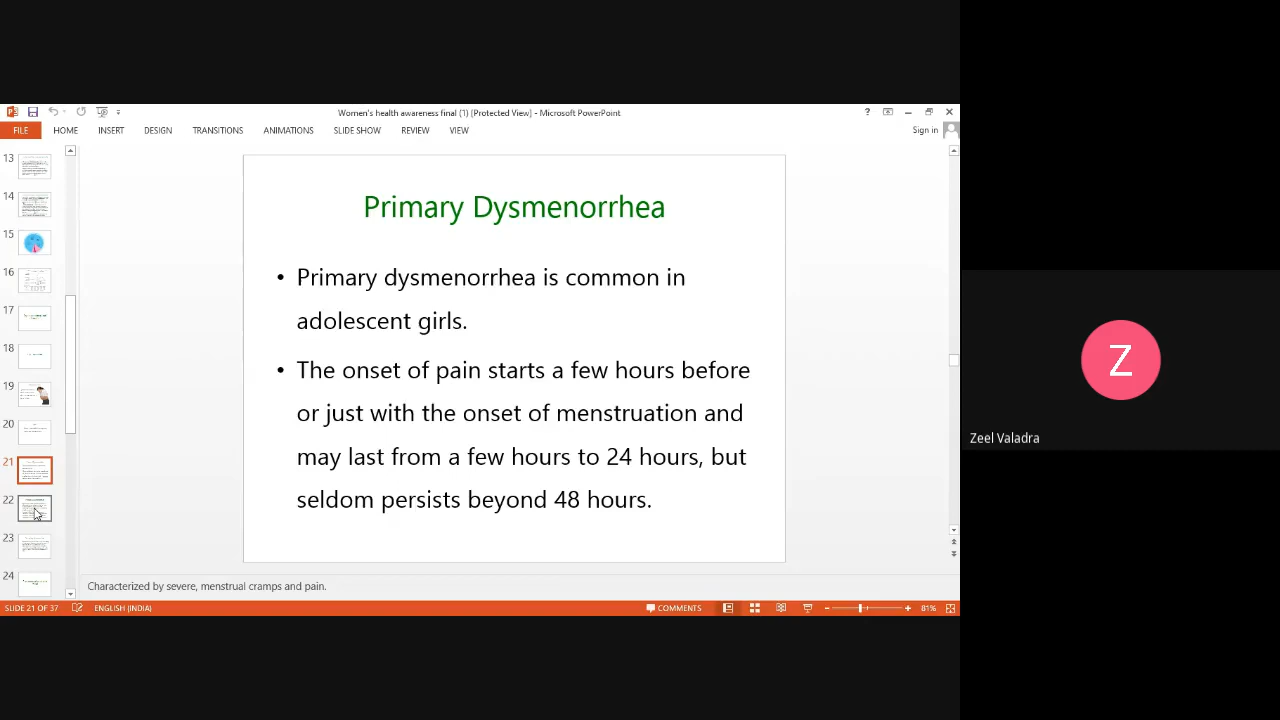 Women's health awareness final (1) [Protected View] - Microsoft PowerPoint
?
FILE HOME INSERT DESIGN TRANSITIONS ANIMATIONS SLIDE SHOW REVIEW VIEW Sign in
13
14
15
16
17
18
19
20
21
22
23
24
Primary Dysmenorrhea
• Primary dysmenorrhea is common in
adolescent girls.
• The onset of pain starts a few hours before
or just with the onset of menstruation and
may last from a few hours to 24 hours, but
seldom persists beyond 48 hours.
Characterized by severe, menstrual cramps and pain.
SLIDE 21 OF 37 ENGLISH (INDIA) COMMENTS 81%
Z
Zeel Valadra